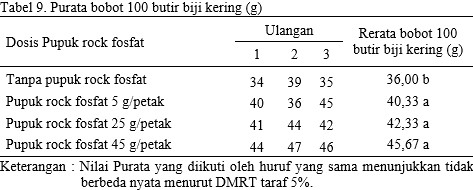 Tabel 9. Purata bobot 100 butir biji kering (g)
Dosis Pupuk rock fosfat Ulangan Rerata bobot 100 butir biji kering (g)
1 2 3
Tanpa pupuk rock fosfat 34 39 35 36,00 b
Pupuk rock fosfat 5 g/petak 40 36 45 40,33 a
Pupuk rock fosfat 25 g/petak 41 44 42 42,33 a
Pupuk rock fosfat 45 g/petak 44 47 46 45,67 a
Keterangan : Nilai Purata yang diikuti oleh huruf yang sama menunjukkan tidak
berbeda nyata menurut DMRT taraf 5%.